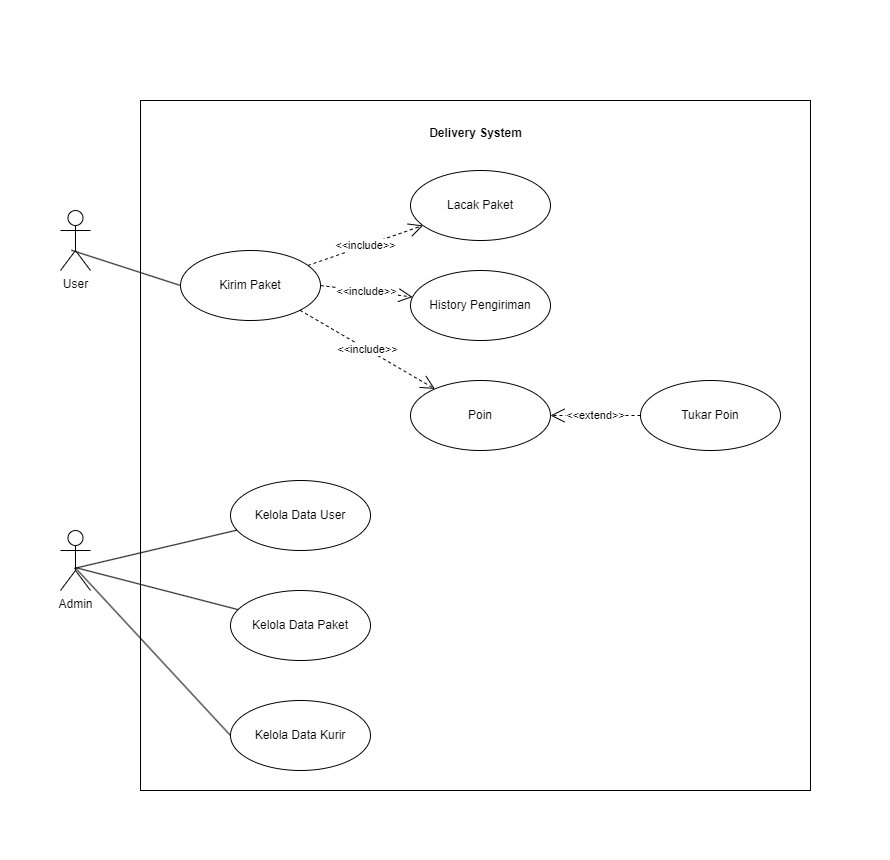 Delivery System
Lacak Paket
<<include>>
User
Kirim Paket
<<include>>
History Pengiriman
<<include>>
Poin
<<extend>>
Tukar Poin
Kelola Data User
Admin
Kelola Data Paket
Kelola Data Kurir